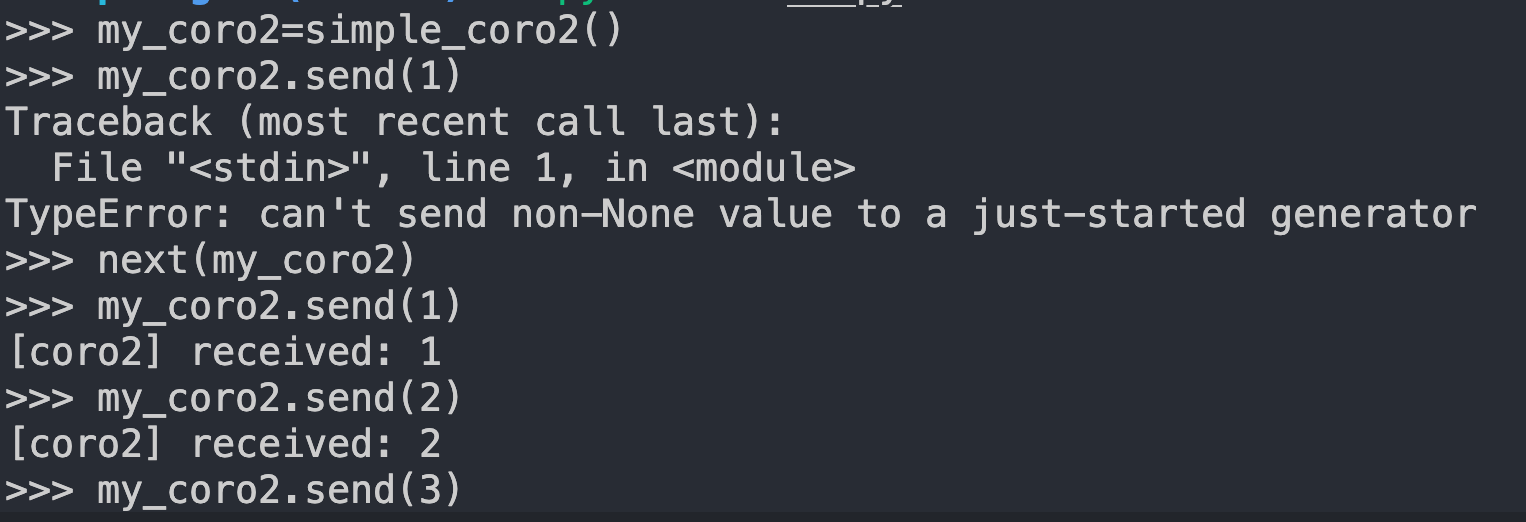 >>> my_coro2=simple_coro2()
>>> my_coro2.send(1)
Traceback (most recent call last):
  File "<stdin>", line 1, in <module>
TypeError: can't send non-None value to a just-started generator
>>> next(my_coro2)
>>> my_coro2.send(1)
[coro2] received: 1
>>> my_coro2.send(2)
[coro2] received: 2
>>> my_coro2.send(3)